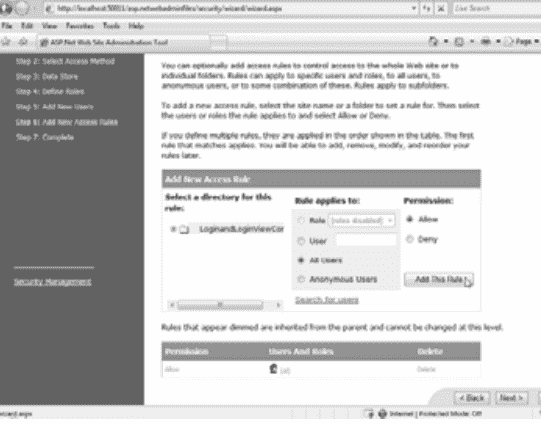 http://localhost:50003/asp.netwebadminfiles/security/wizard/wizard.aspx
Live Search
File Edit View Favorites Tools Help
ASP.Net Web Site Administration Tool
Page
Step 2: Select Access Method
Step 3: Data Store
Step 4: Define Roles
Step 5: Add New Users
Step 6: Add New Access Rules
Step 7: Complete
Security Management
You can optionally add access rules to control access to the whole Web site or to
individual folders. Rules can apply to specific users and roles, to all users, to
anonymous users, or to some combination of these. Rules apply to subfolders.
To add a new access rule, select the site name or a folder to set a rule for. Then select
the users or roles the rule applies to and select Allow or Deny.
If you define multiple rules, they are applied in the order shown in the table. The first
rule that matches applies. You will be able to add, remove, modify, and reorder your
rules later.
Add New Access Rule
Select a directory for this
rule:
LoginandLoginViewCor
Rule applies to:
Role [roles disabled]
User
All Users
Anonymous Users
Search for users
Permission:
Allow
Deny
Add This Rule
Rules that appear dimmed are inherited from the parent and cannot be changed at this level.
Permission Users And Roles Delete
Allow [all] Delete
< Back Next >
wizard.aspx
Internet | Protected Mode: Off